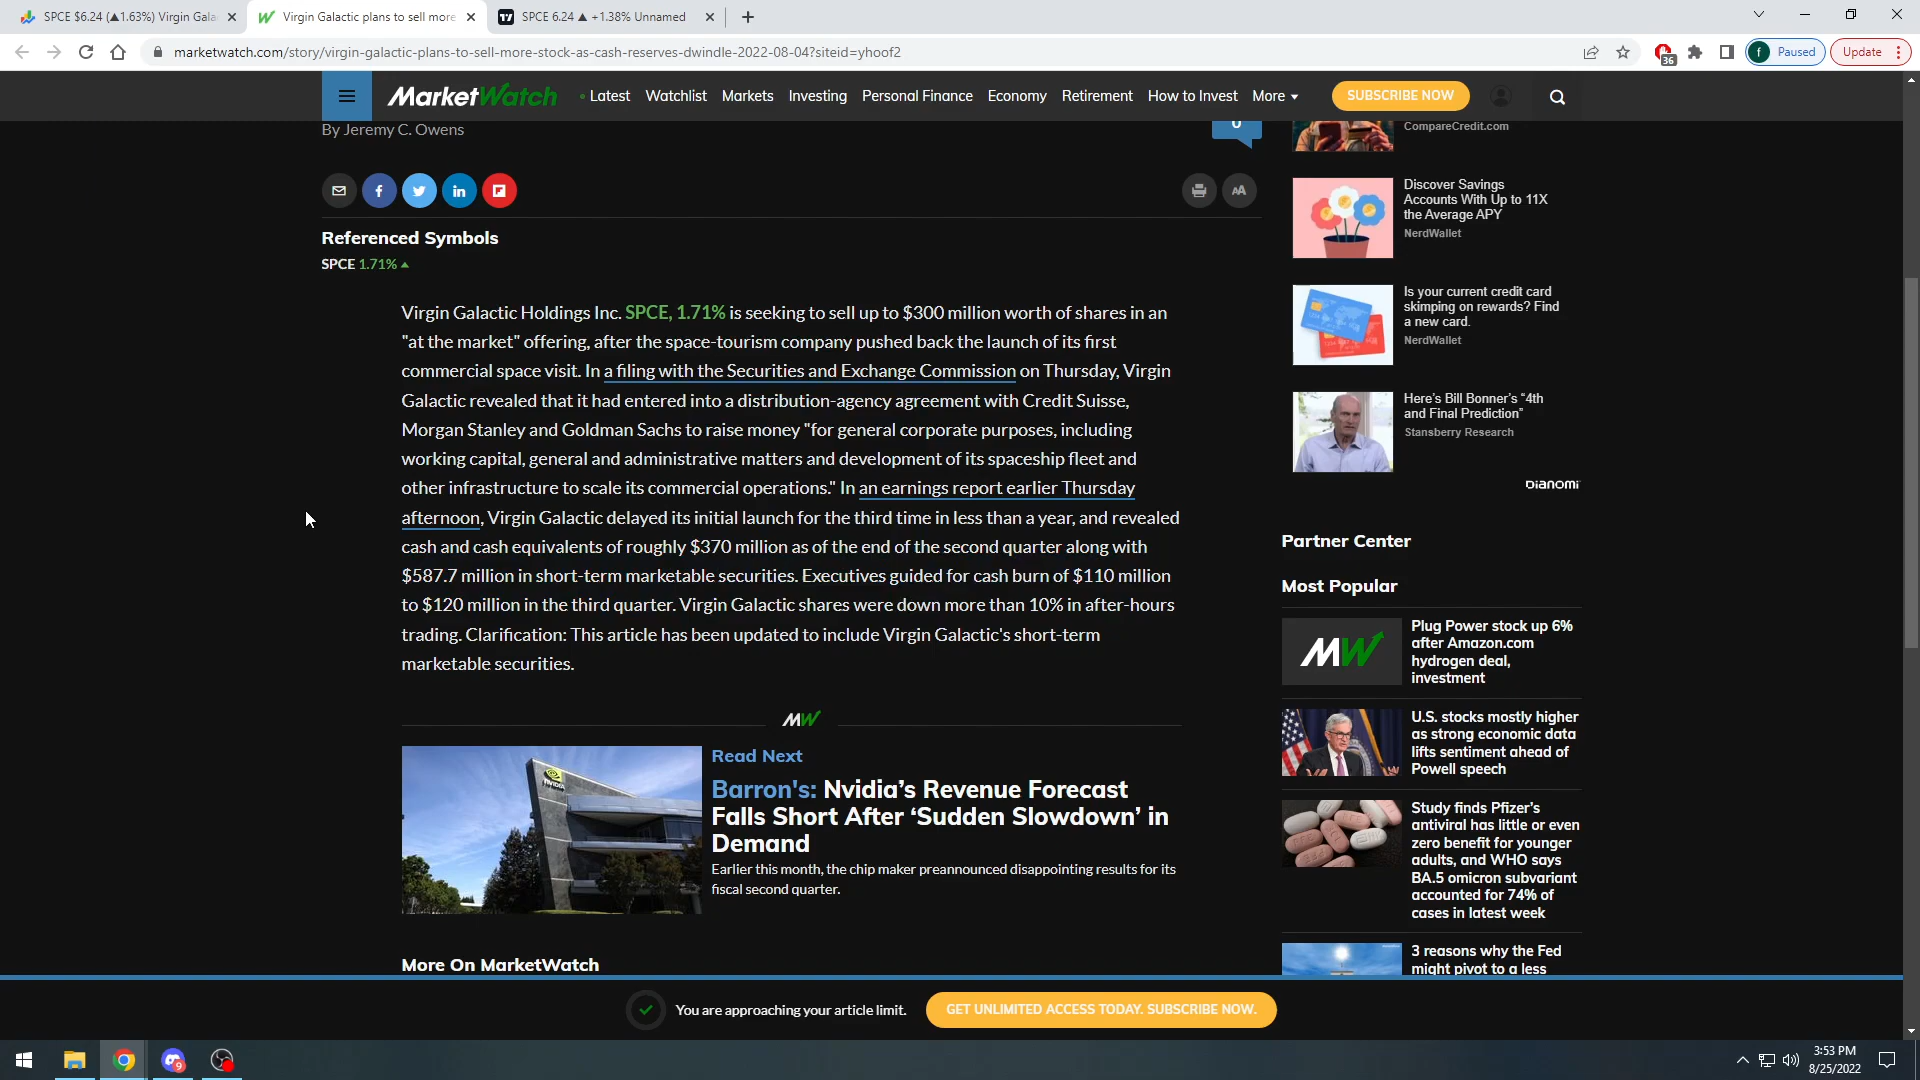 SPCE $6.24 (▲1.63%) Virgin Gala
Virgin Galactic plans to sell more
SPCE 6.24 ▲ +1.38% Unnamed
marketwatch.com/story/virgin-galactic-plans-to-sell-more-stock-as-cash-reserves-dwindle-2022-08-04?siteid=yhoof2
36
f Paused
Update
MarketWatch
Latest Watchlist Markets Investing Personal Finance Economy Retirement How to Invest More
SUBSCRIBE NOW
By Jeremy C. Owens
0
AA
Referenced Symbols
SPCE 1.71%
Virgin Galactic Holdings Inc. SPCE, 1.71% is seeking to sell up to $300 million worth of shares in an
"at the market" offering, after the space-tourism company pushed back the launch of its first
commercial space visit. In a filing with the Securities and Exchange Commission on Thursday, Virgin
Galactic revealed that it had entered into a distribution-agency agreement with Credit Suisse,
Morgan Stanley and Goldman Sachs to raise money "for general corporate purposes, including
working capital, general and administrative matters and development of its spaceship fleet and
other infrastructure to scale its commercial operations." In an earnings report earlier Thursday
afternoon, Virgin Galactic delayed its initial launch for the third time in less than a year, and revealed
cash and cash equivalents of roughly $370 million as of the end of the second quarter along with
$587.7 million in short-term marketable securities. Executives guided for cash burn of $110 million
to $120 million in the third quarter. Virgin Galactic shares were down more than 10% in after-hours
trading. Clarification: This article has been updated to include Virgin Galactic's short-term
marketable securities.
MW
NVIDIA
Read Next
Barron's: Nvidia’s Revenue Forecast
Falls Short After ‘Sudden Slowdown’ in
Demand
Earlier this month, the chip maker preannounced disappointing results for its
fiscal second quarter.
More On MarketWatch
CompareCredit.com
Discover Savings
Accounts With Up to 11X
the Average APY
NerdWallet
Is your current credit card
skimping on rewards? Find
a new card.
NerdWallet
Here’s Bill Bonner’s “4th
and Final Prediction”
Stansberry Research
Dianomi
Partner Center
Most Popular
MW
Plug Power stock up 6%
after Amazon.com
hydrogen deal,
investment
U.S. stocks mostly higher
as strong economic data
lifts sentiment ahead of
Powell speech
Study finds Pfizer’s
antiviral has little or even
zero benefit for younger
adults, and WHO says
BA.5 omicron subvariant
accounted for 74% of
cases in latest week
3 reasons why the Fed
might pivot to a less
You are approaching your article limit.
GET UNLIMITED ACCESS TODAY. SUBSCRIBE NOW.
9
3:53 PM
8/25/2022